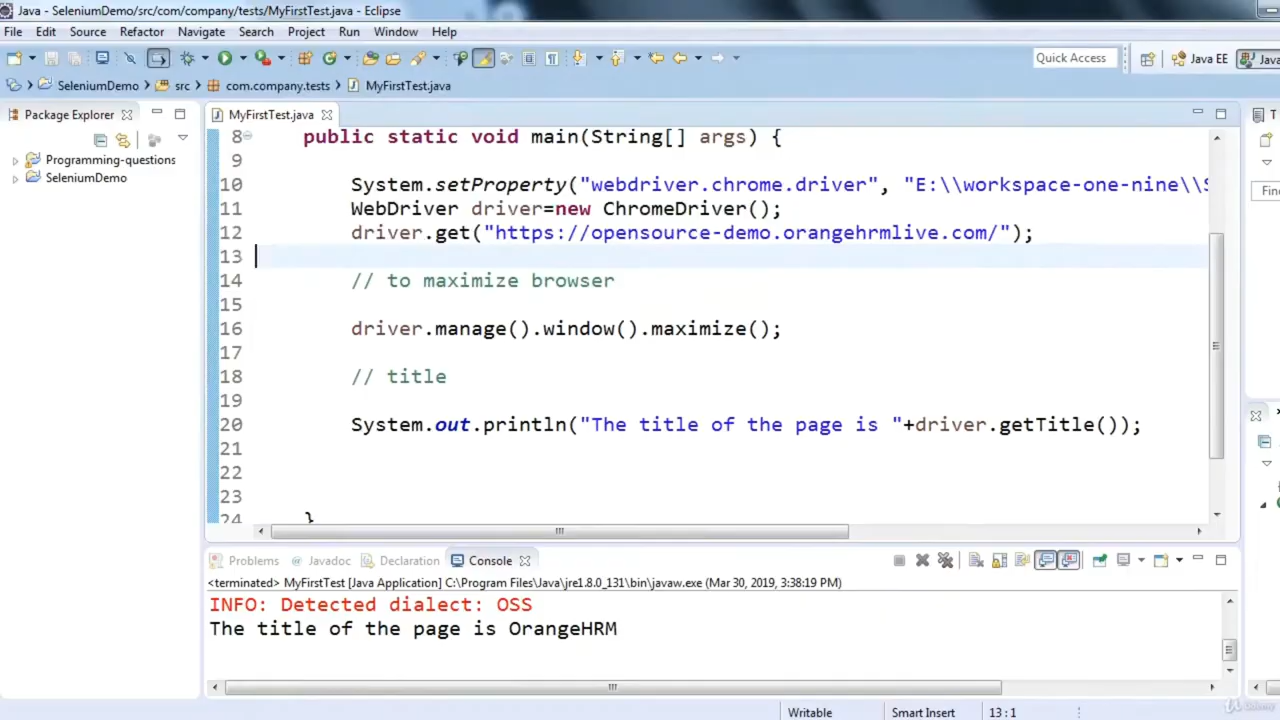 Java - SeleniumDemo/src/com/company/tests/MyFirstTest.java - Eclipse
File Edit Source Refactor Navigate Search Project Run Window Help
Quick Access
Java EE
Java
SeleniumDemo src com.company.tests MyFirstTest.java
Package Explorer
MyFirstTest.java
Programming-questions
SeleniumDemo
8 public static void main(String[] args) {
9
10 System.setProperty("webdriver.chrome.driver", "E:\\workspace-one-nine\\S
11 WebDriver driver=new ChromeDriver();
12 driver.get("https://opensource-demo.orangehrmlive.com/");
13
14 // to maximize browser
15
16 driver.manage().window().maximize();
17
18 // title
19
20 System.out.println("The title of the page is "+driver.getTitle());
21
22
23
24 }
T
Find
Problems @ Javadoc Declaration Console
<terminated> MyFirstTest [Java Application] C:\Program Files\Java\jre1.8.0_131\bin\javaw.exe (Mar 30, 2019, 3:38:19 PM)
INFO: Detected dialect: OSS
The title of the page is OrangeHRM
Writable Smart Insert 13 : 1
Udemy